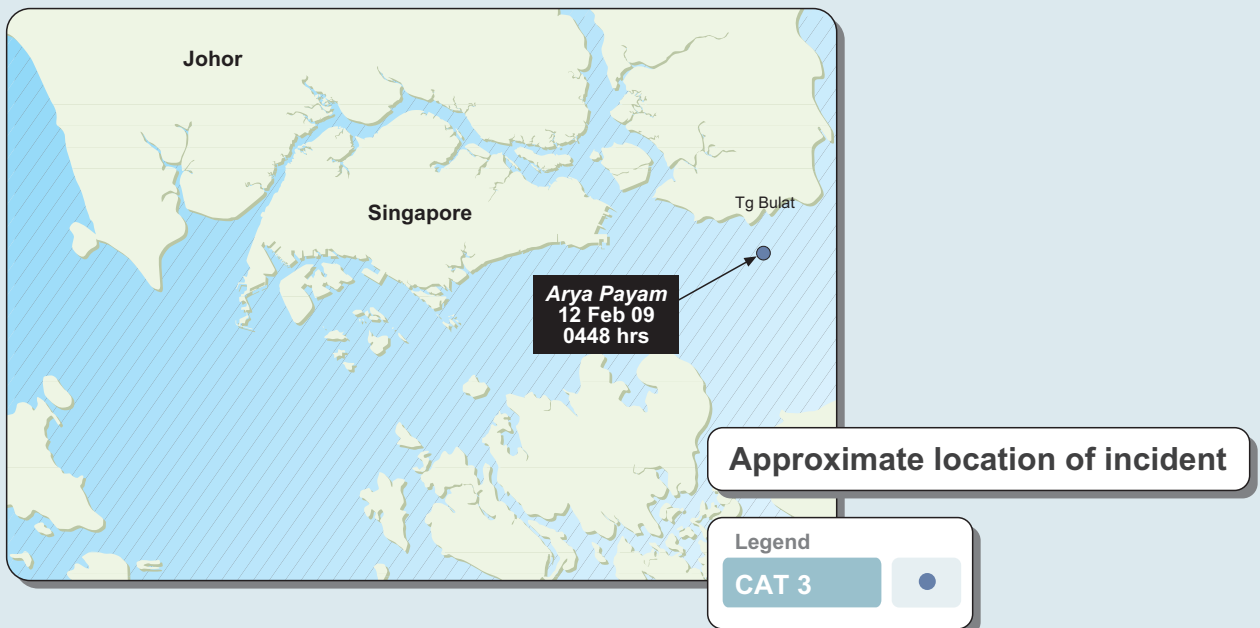 Johor
Singapore
Tg Bulat
Arya Payam
12 Feb 09
0448 hrs
Approximate location of incident
Legend
CAT 3